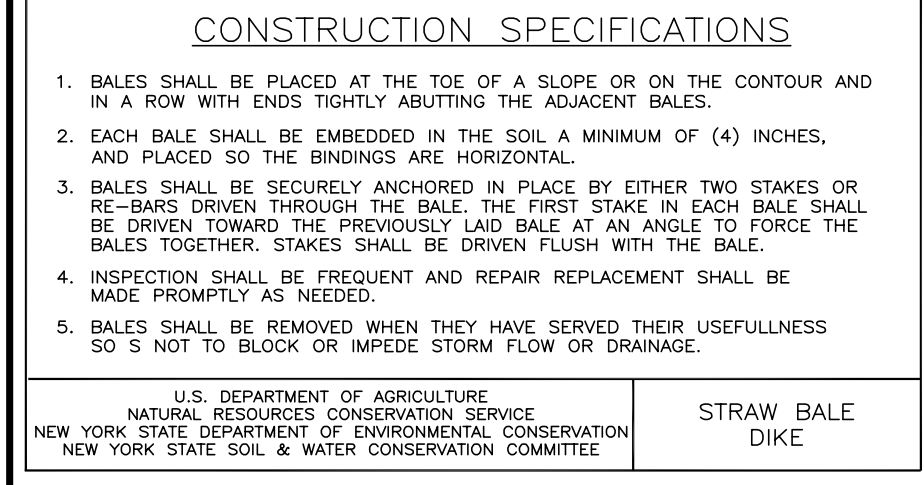 CONSTRUCTION SPECIFICATIONS
1. BALES SHALL BE PLACED AT THE TOE OF A SLOPE OR ON THE CONTOUR AND
IN A ROW WITH ENDS TIGHTLY ABUTTING THE ADJACENT BALES.
2. EACH BALE SHALL BE EMBEDDED IN THE SOIL A MINIMUM OF (4) INCHES,
AND PLACED SO THE BINDINGS ARE HORIZONTAL.
3. BALES SHALL BE SECURELY ANCHORED IN PLACE BY EITHER TWO STAKES OR
RE-BARS DRIVEN THROUGH THE BALE. THE FIRST STAKE IN EACH BALE SHALL
BE DRIVEN TOWARD THE PREVIOUSLY LAID BALE AT AN ANGLE TO FORCE THE
BALES TOGETHER. STAKES SHALL BE DRIVEN FLUSH WITH THE BALE.
4. INSPECTION SHALL BE FREQUENT AND REPAIR REPLACEMENT SHALL BE
MADE PROMPTLY AS NEEDED.
5. BALES SHALL BE REMOVED WHEN THEY HAVE SERVED THEIR USEFULLNESS
SO S NOT TO BLOCK OR IMPEDE STORM FLOW OR DRAINAGE.
U.S. DEPARTMENT OF AGRICULTURE
NATURAL RESOURCES CONSERVATION SERVICE
NEW YORK STATE DEPARTMENT OF ENVIRONMENTAL CONSERVATION
NEW YORK STATE SOIL & WATER CONSERVATION COMMITTEE
STRAW BALE
DIKE